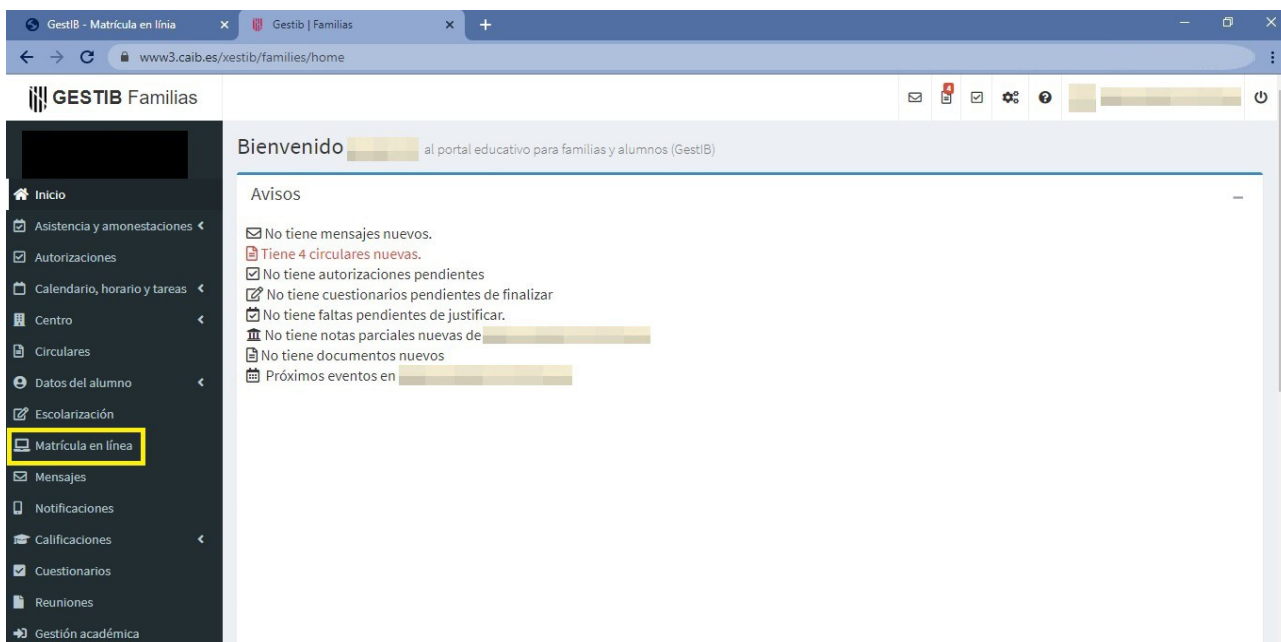 GestIB - Matrícula en línia
Gestib | Familias
www3.caib.es/xestib/families/home
GESTIB Familias
4
Bienvenido al portal educativo para familias y alumnos (GestIB)
Inicio
Asistencia y amonestaciones
Autorizaciones
Calendario, horario y tareas
Centro
Circulares
Datos del alumno
Escolarización
Matrícula en línea
Mensajes
Notificaciones
Calificaciones
Cuestionarios
Reuniones
Gestión académica
Avisos
No tiene mensajes nuevos.
Tiene 4 circulares nuevas.
No tiene autorizaciones pendientes
No tiene cuestionarios pendientes de finalizar
No tiene faltas pendientes de justificar.
No tiene notas parciales nuevas de
No tiene documentos nuevos
Próximos eventos en